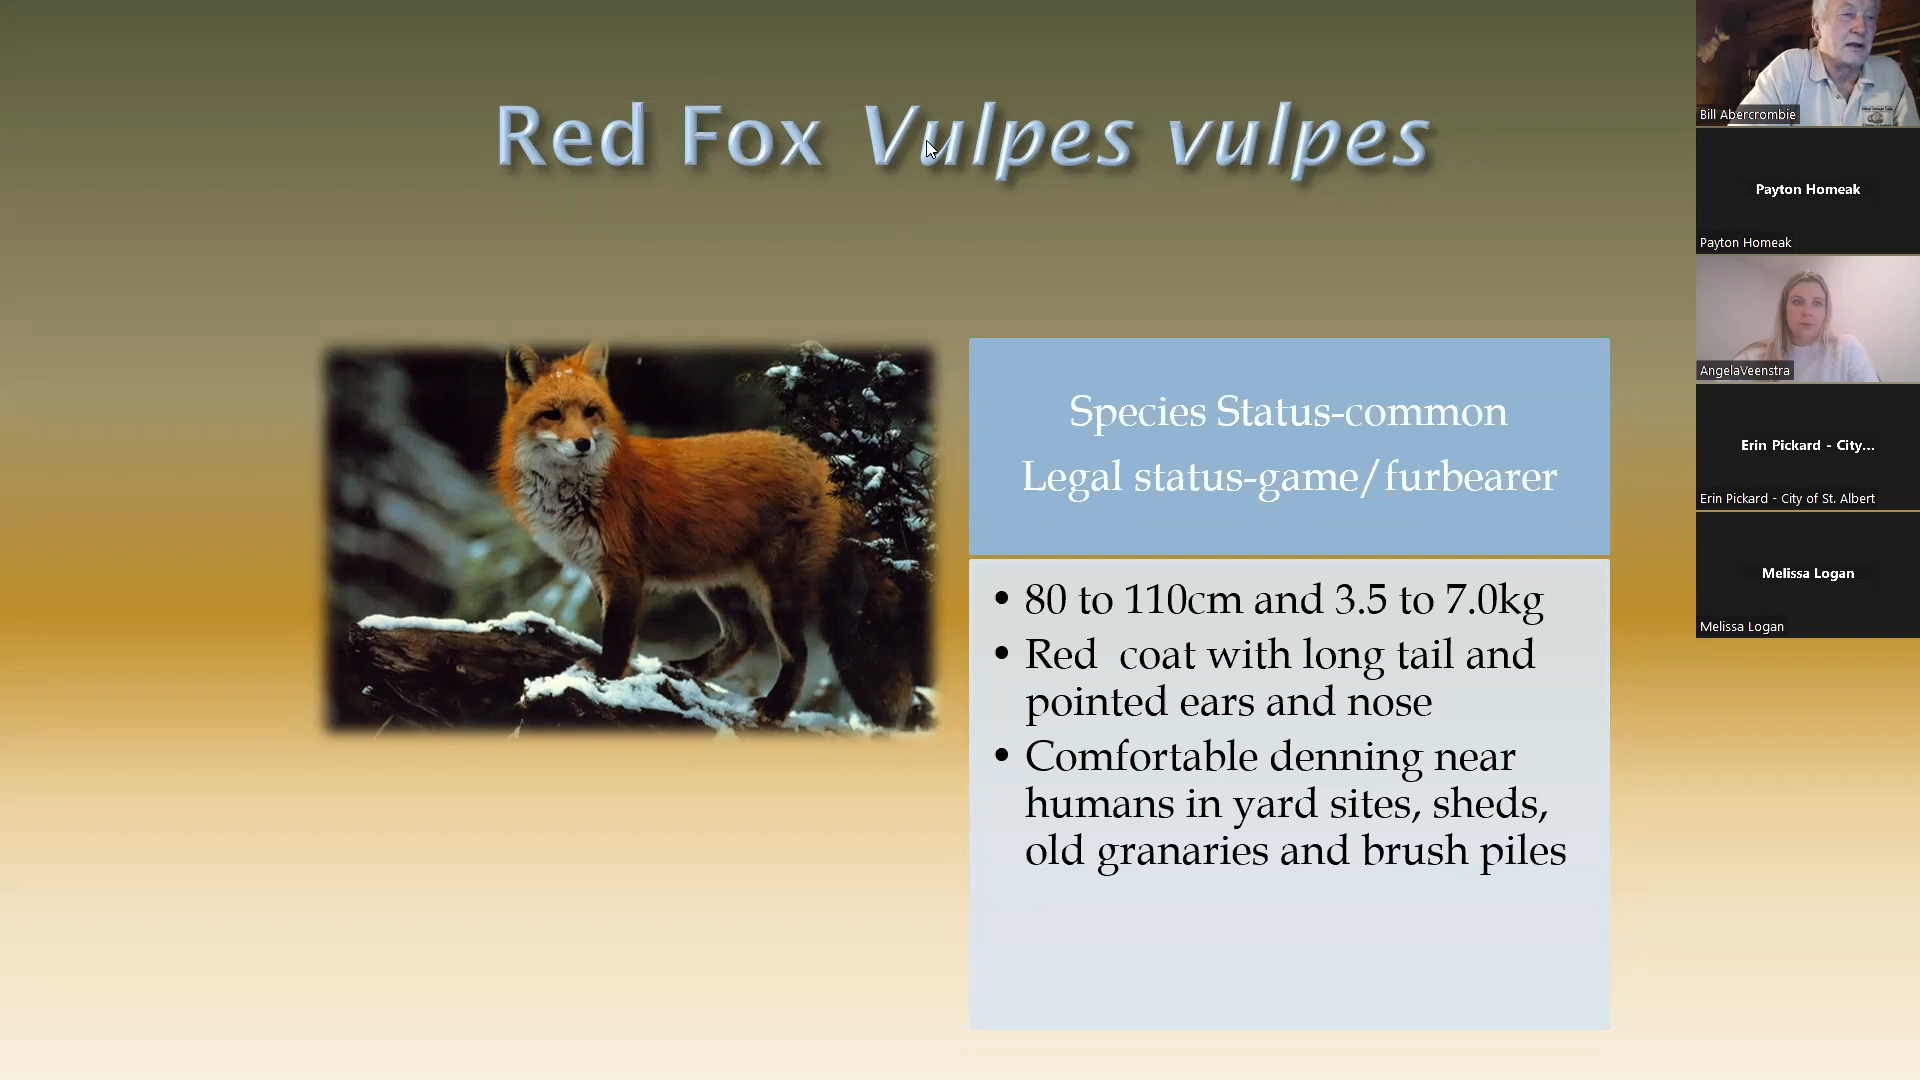 Red Fox Vulpes vulpes
Species Status-common
Legal status-game/furbearer
• 80 to 110cm and 3.5 to 7.0kg
• Red  coat with long tail and
pointed ears and nose
• Comfortable denning near
humans in yard sites, sheds,
old granaries and brush piles
Bill Abercrombie
Payton Homeak
Payton Homeak
AngelaVeenstra
Erin Pickard - City...
Erin Pickard - City of St. Albert
Melissa Logan
Melissa Logan